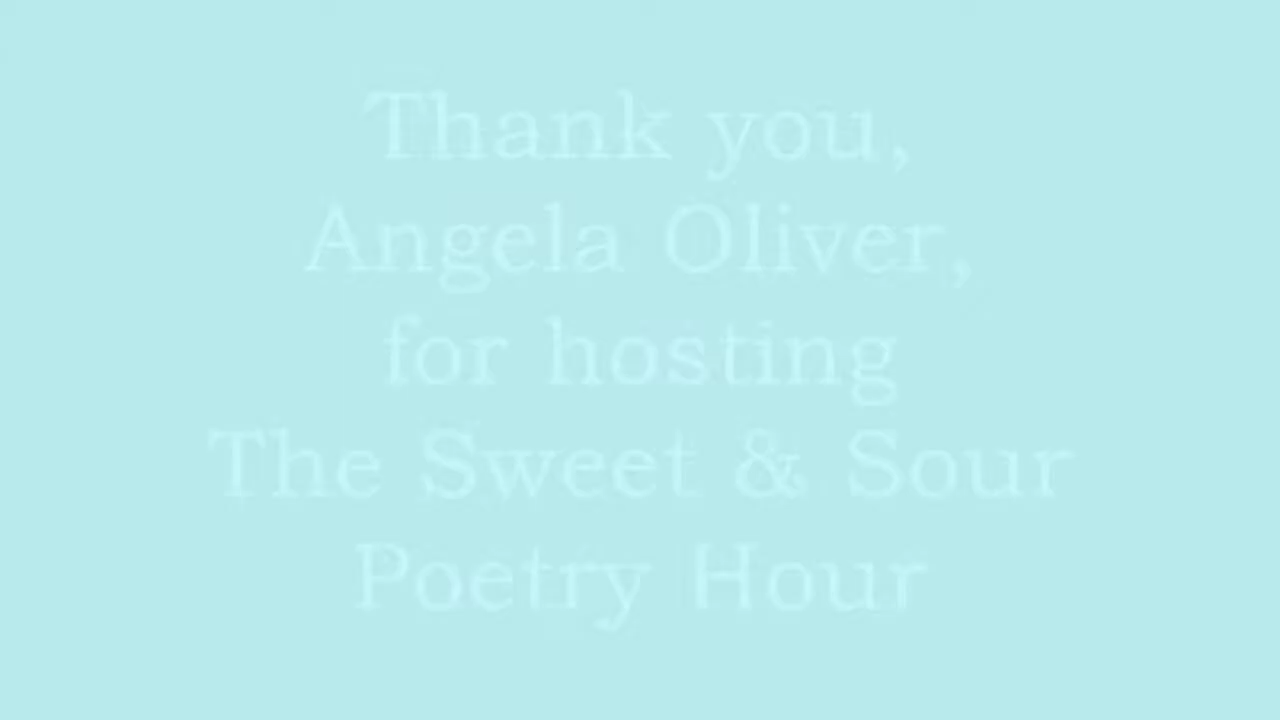 Thank you,
Angela Oliver,
for hosting
The Sweet & Sour
Poetry Hour